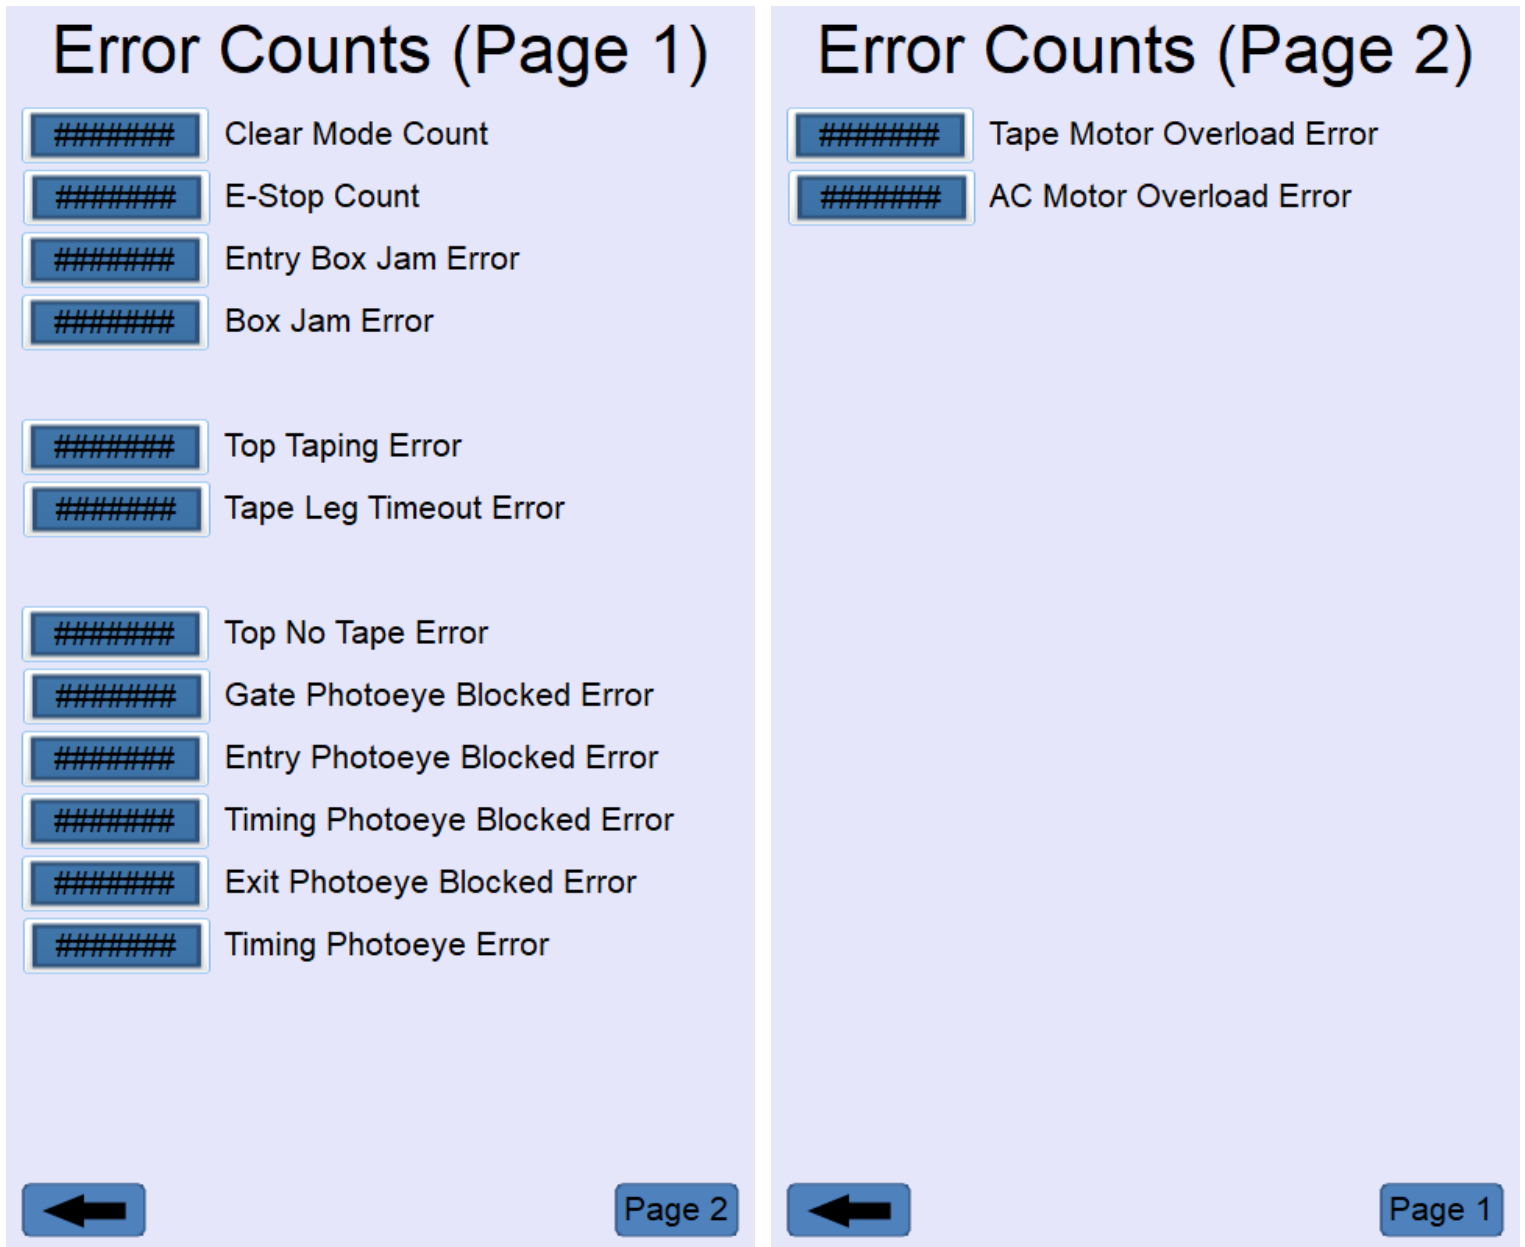 Error Counts (Page 1)
####### Clear Mode Count
####### E-Stop Count
####### Entry Box Jam Error
####### Box Jam Error
####### Top Taping Error
####### Tape Leg Timeout Error
####### Top No Tape Error
####### Gate Photoeye Blocked Error
####### Entry Photoeye Blocked Error
####### Timing Photoeye Blocked Error
####### Exit Photoeye Blocked Error
####### Timing Photoeye Error
Page 2
Error Counts (Page 2)
####### Tape Motor Overload Error
####### AC Motor Overload Error
Page 1